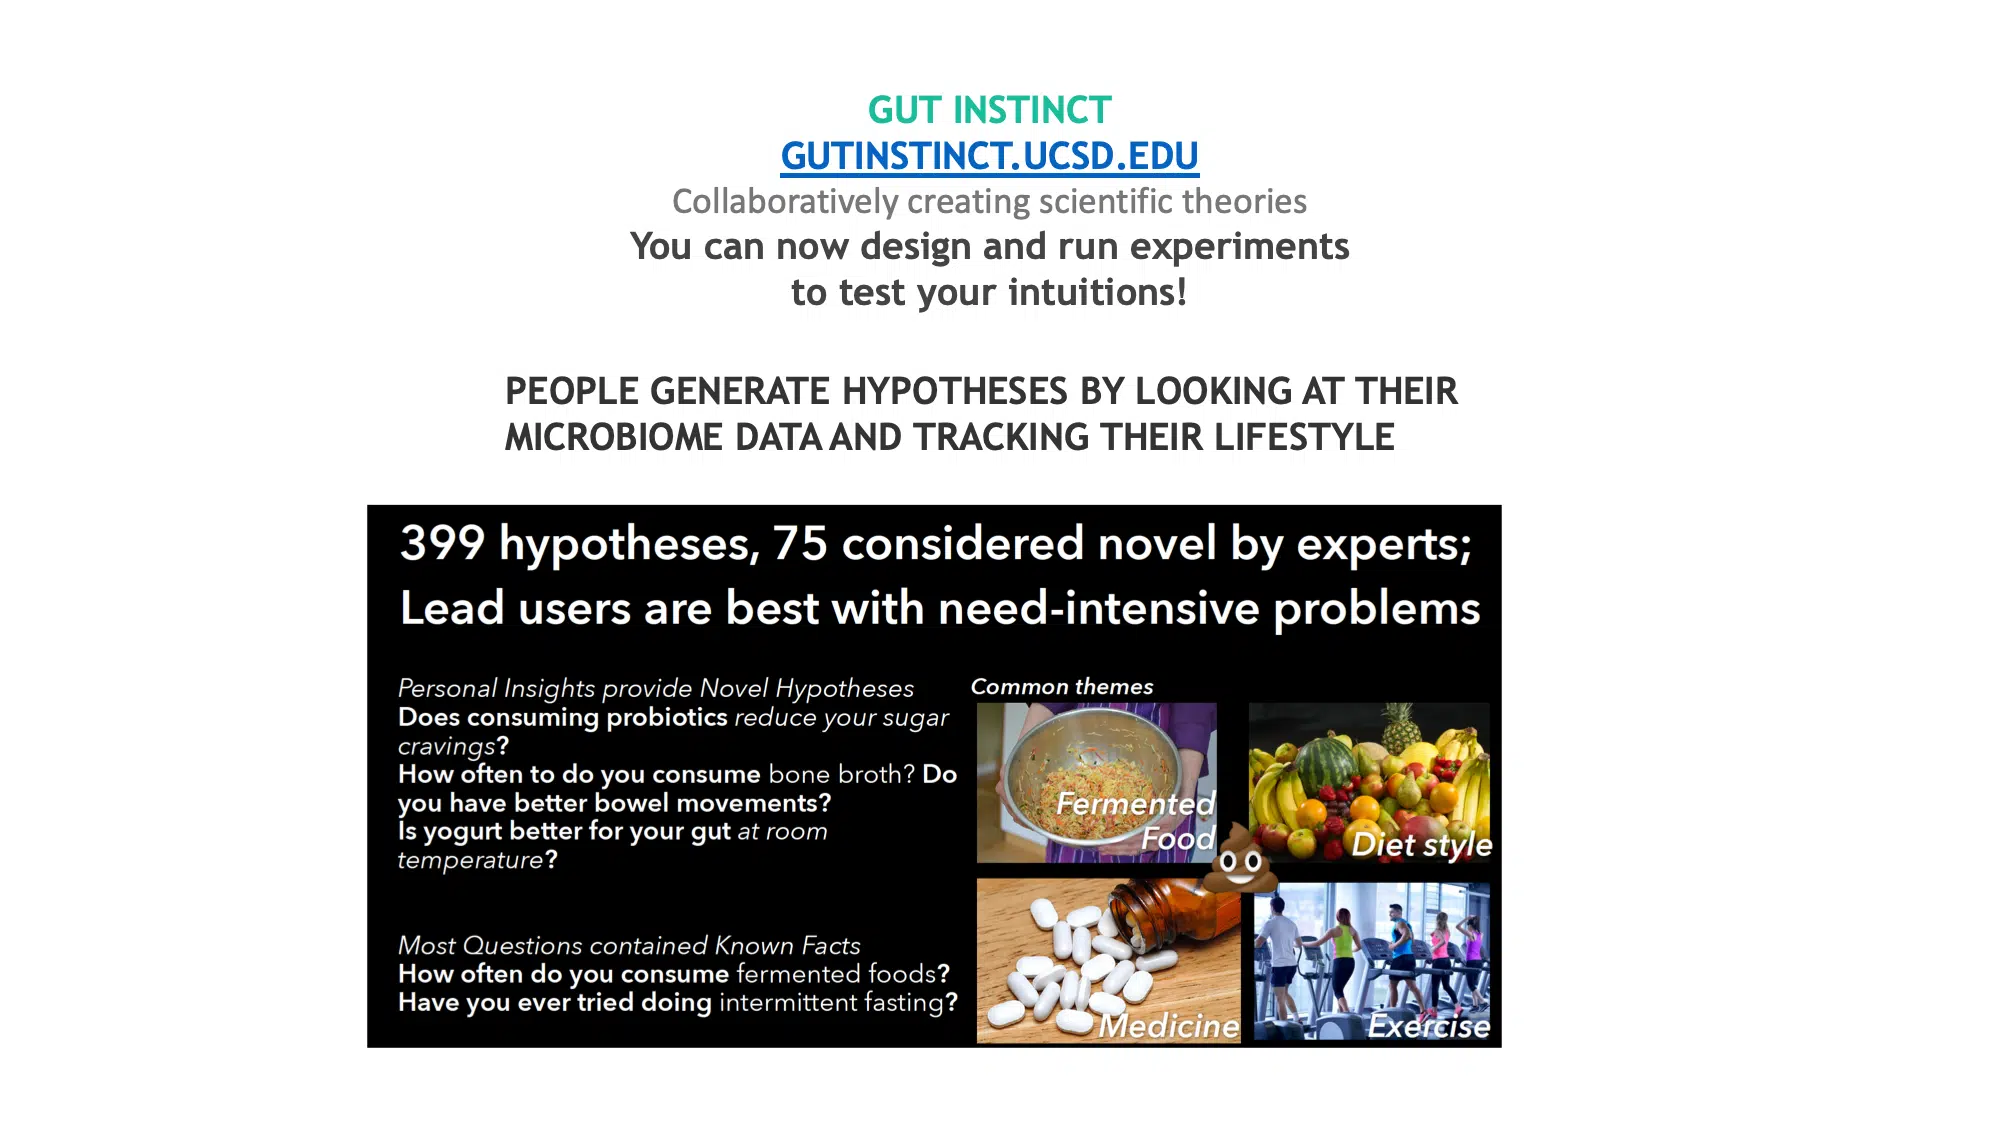 GUT INSTINCT
GUTINSTINCT.UCSD.EDU
Collaboratively creating scientific theories
You can now design and run experiments
to test your intuitions!
PEOPLE GENERATE HYPOTHESES BY LOOKING AT THEIR
MICROBIOME DATA AND TRACKING THEIR LIFESTYLE
399 hypotheses, 75 considered novel by experts;
Lead users are best with need-intensive problems
Personal Insights provide Novel Hypotheses
Does consuming probiotics reduce your sugar
cravings?
How often to do you consume bone broth? Do
you have better bowel movements?
Is yogurt better for your gut at room
temperature?
Most Questions contained Known Facts
How often do you consume fermented foods?
Have you ever tried doing intermittent fasting?
Common themes
Fermented
Food
Diet style
Medicine
Exercise